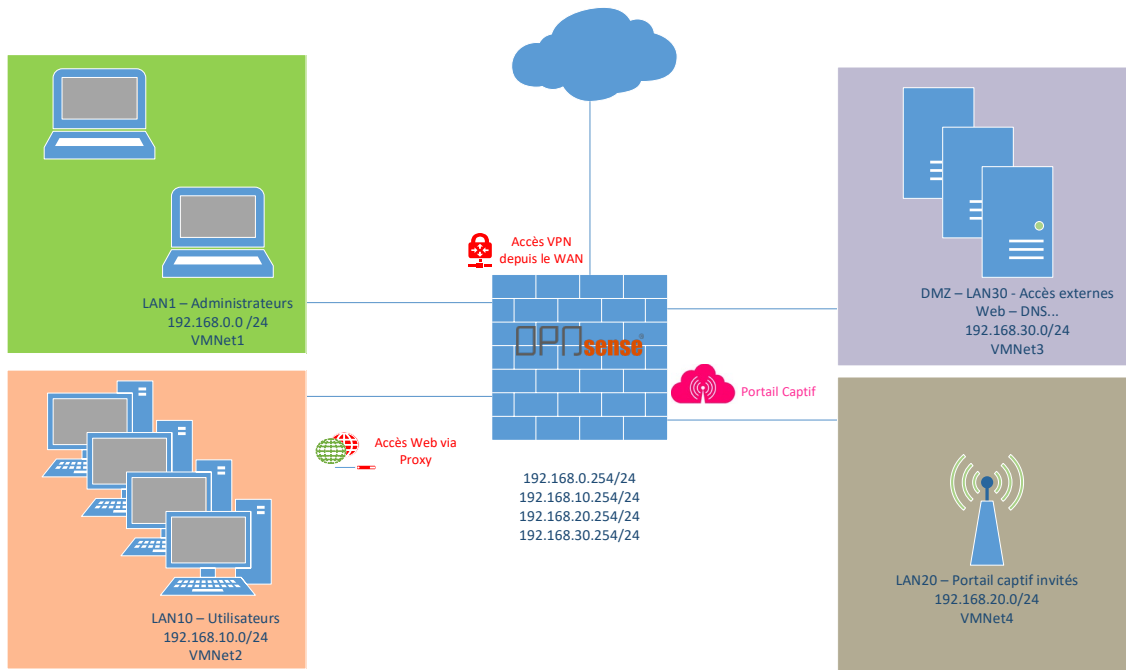 LAN1 – Administrateurs
192.168.0.0 /24
VMNet1
Accès VPN
depuis le WAN
OPNsense®
DMZ – LAN30 - Accès externes
Web – DNS...
192.168.30.0/24
VMNet3
Portail Captif
Accès Web via
Proxy
192.168.0.254/24
192.168.10.254/24
192.168.20.254/24
192.168.30.254/24
LAN10 – Utilisateurs
192.168.10.0/24
VMNet2
LAN20 – Portail captif invités
192.168.20.0/24
VMNet4